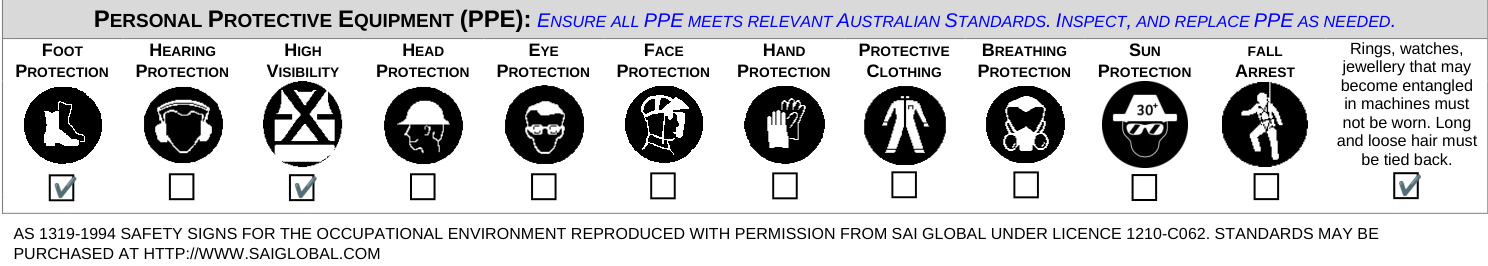 PERSONAL PROTECTIVE EQUIPMENT (PPE): ENSURE ALL PPE MEETS RELEVANT AUSTRALIAN STANDARDS. INSPECT, AND REPLACE PPE AS NEEDED.
FOOT PROTECTION
HEARING PROTECTION
HIGH VISIBILITY
HEAD PROTECTION
EYE PROTECTION
FACE PROTECTION
HAND PROTECTION
PROTECTIVE CLOTHING
BREATHING PROTECTION
SUN PROTECTION
30+
FALL ARREST
Rings, watches,
jewellery that may
become entangled
in machines must
not be worn. Long
and loose hair must
be tied back.
AS 1319-1994 SAFETY SIGNS FOR THE OCCUPATIONAL ENVIRONMENT REPRODUCED WITH PERMISSION FROM SAI GLOBAL UNDER LICENCE 1210-C062. STANDARDS MAY BE
PURCHASED AT HTTP://WWW.SAIGLOBAL.COM